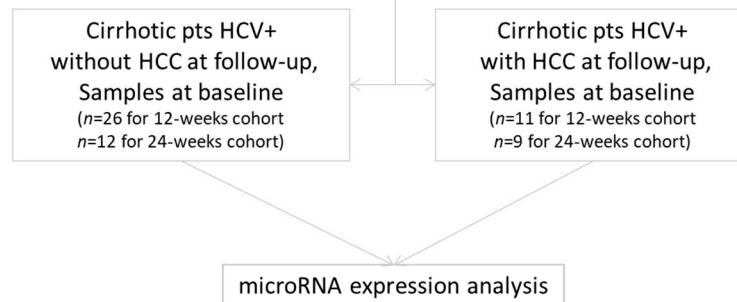 Cirrhotic pts HCV+
without HCC at follow-up,
Samples at baseline
(n=26 for 12-weeks cohort
n=12 for 24-weeks cohort)
Cirrhotic pts HCV+
with HCC at follow-up,
Samples at baseline
(n=11 for 12-weeks cohort
n=9 for 24-weeks cohort)
microRNA expression analysis